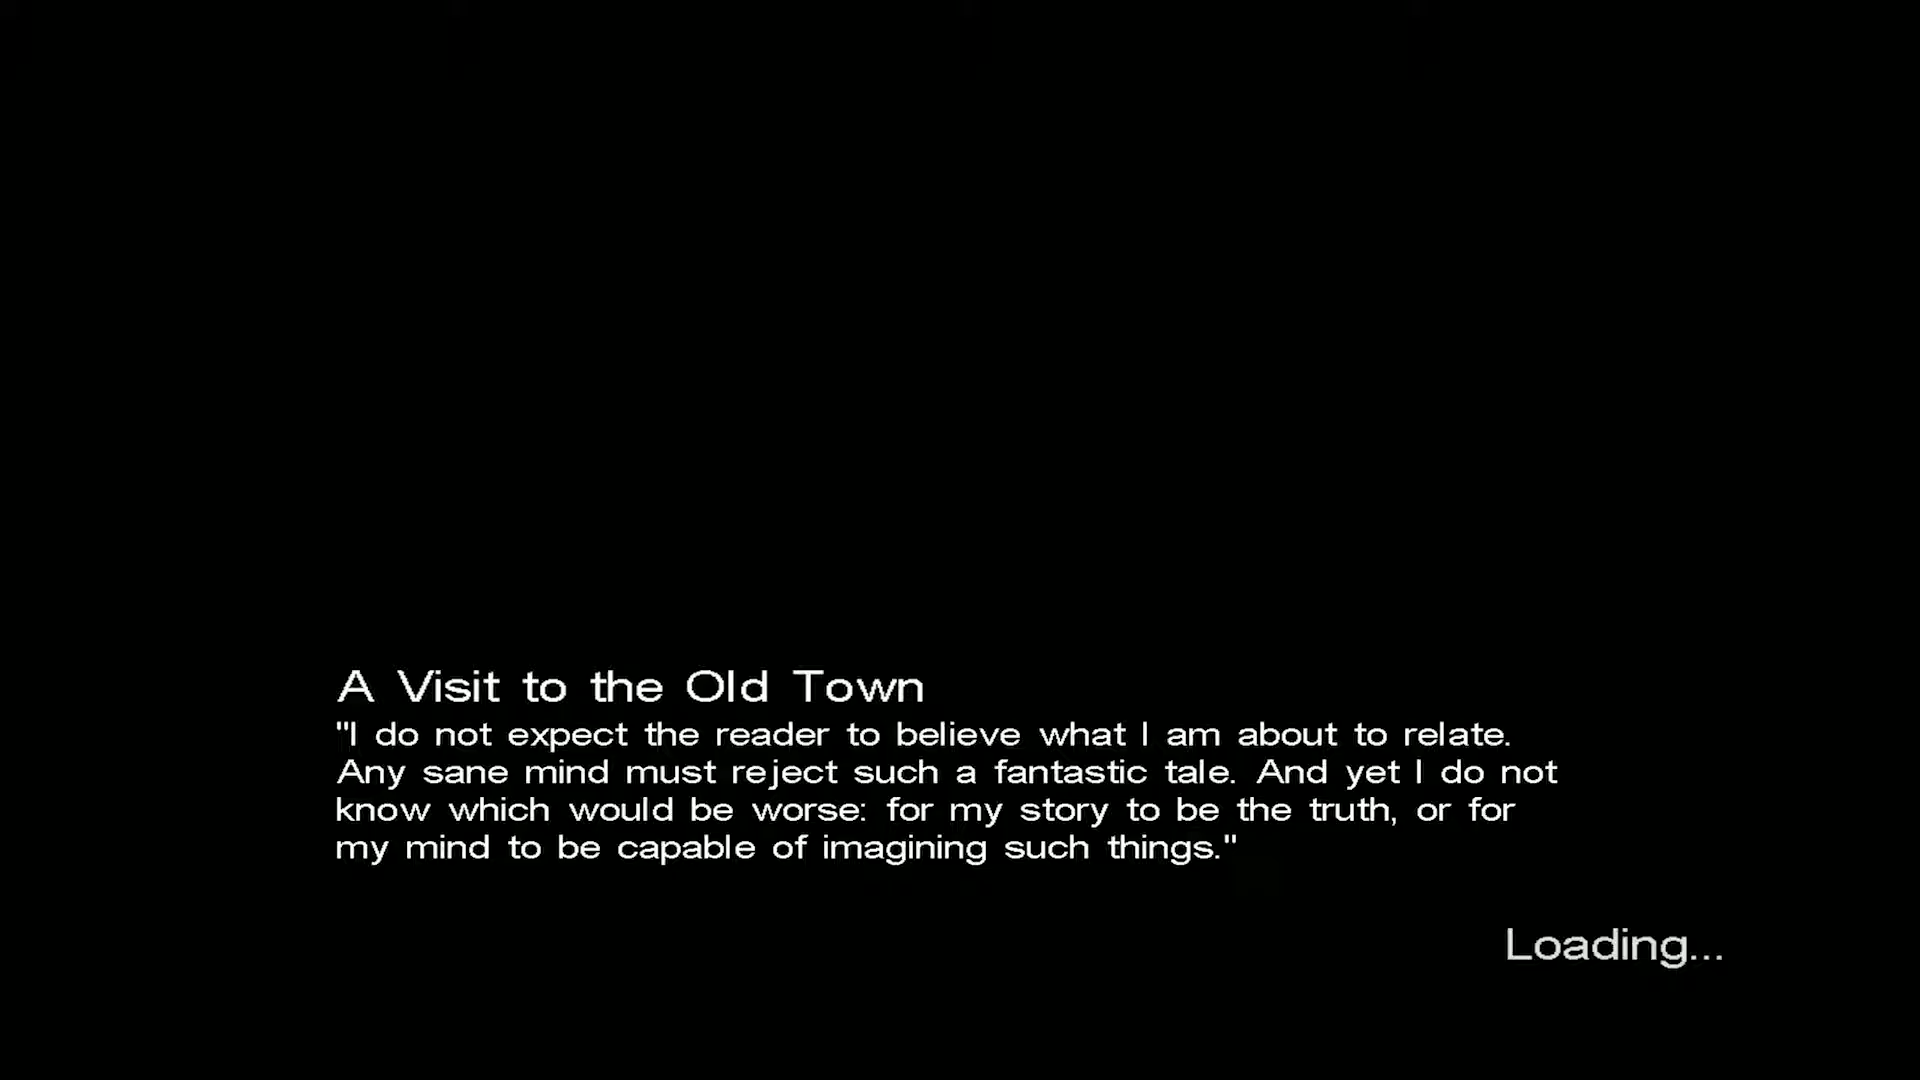 A Visit to the Old Town
"I do not expect the reader to believe what I am about to relate.
Any sane mind must reject such a fantastic tale. And yet I do not
know which would be worse: for my story to be the truth, or for
my mind to be capable of imagining such things."
Loading...